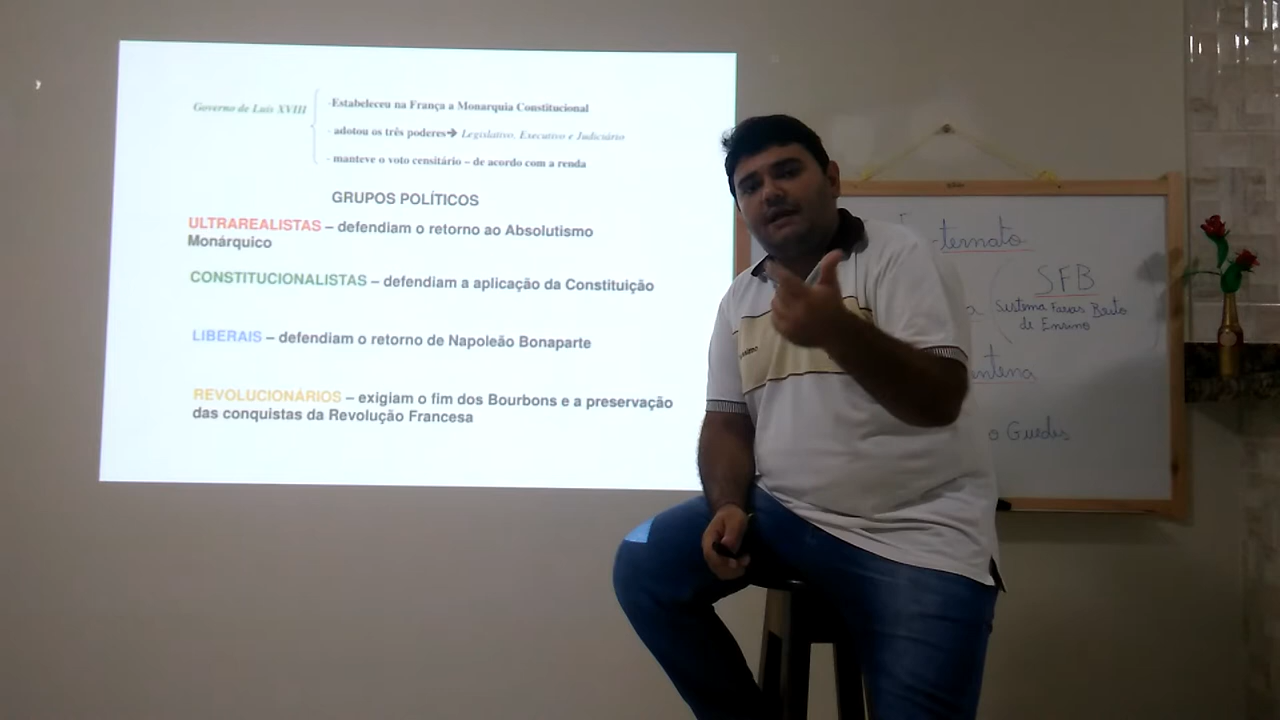 Governo de Luís XVIII
-Estabeleceu na França a Monarquia Constitucional
- adotou os três poderes➔ Legislativo, Executivo e Judiciário
- manteve o voto censitário – de acordo com a renda
GRUPOS POLÍTICOS
ULTRAREALISTAS – defendiam o retorno ao Absolutismo
Monárquico
CONSTITUCIONALISTAS – defendiam a aplicação da Constituição
LIBERAIS – defendiam o retorno de Napoleão Bonaparte
REVOLUCIONÁRIOS – exigiam o fim dos Bourbons e a preservação
das conquistas da Revolução Francesa
-ternato
SFB
Sistema Farias Brito
de Ensino
o Guedes